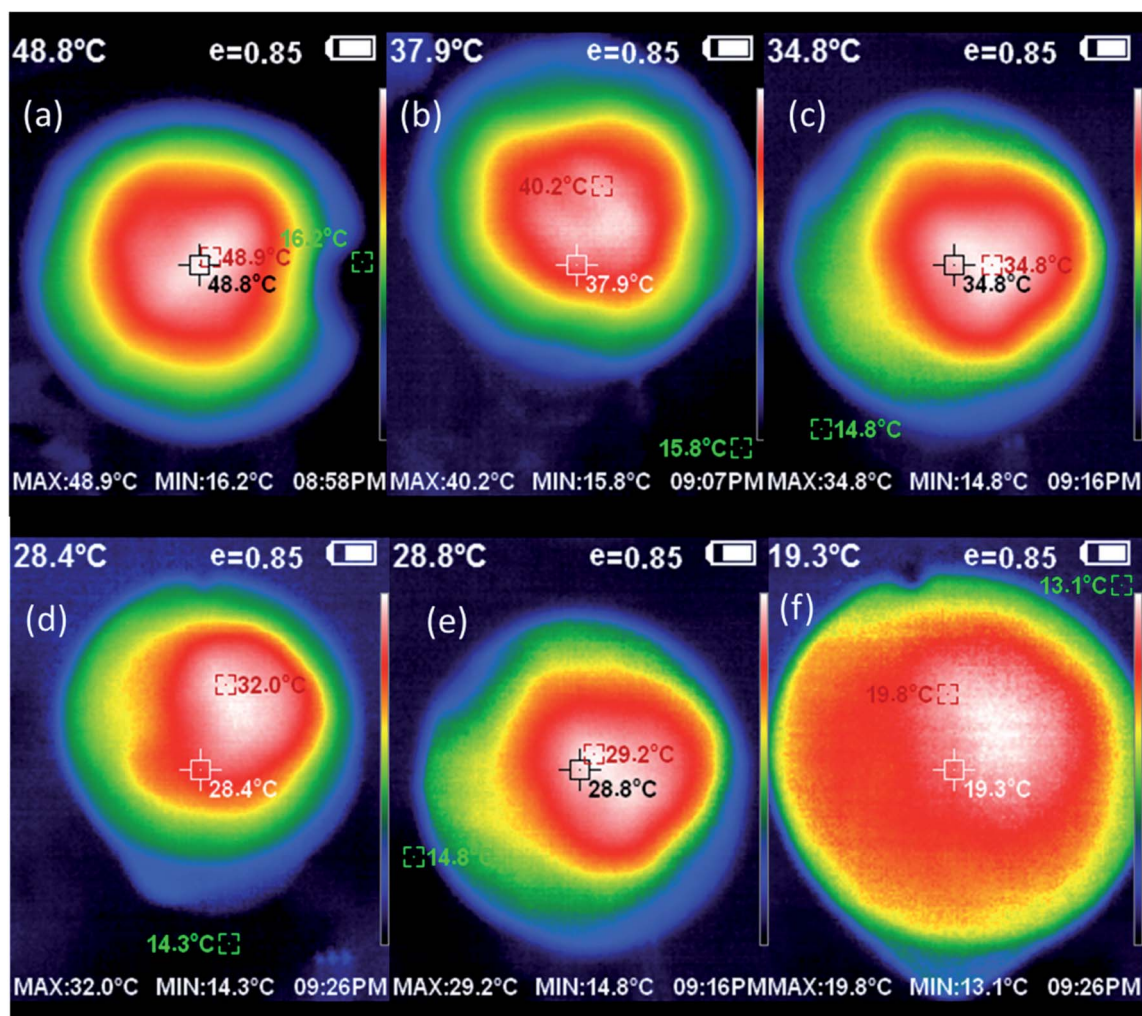 48.8°C e=0.85
(a)
16.2°C
48.9°C
48.8°C
MAX:48.9°C MIN:16.2°C 08:58PM
37.9°C e=0.85
(b)
40.2°C
37.9°C
15.8°C
MAX:40.2°C MIN:15.8°C 09:07PM
34.8°C e=0.85
(c)
34.8°C
34.8°C
14.8°C
MAX:34.8°C MIN:14.8°C 09:16PM
28.4°C e=0.85
(d)
32.0°C
28.4°C
14.3°C
MAX:32.0°C MIN:14.3°C 09:26PM
28.8°C e=0.85
(e)
29.2°C
28.8°C
14.8°C
MAX:29.2°C MIN:14.8°C 09:16PM
19.3°C e=0.85
13.1°C
(f)
19.8°C
19.3°C
MAX:19.8°C MIN:13.1°C 09:26PM